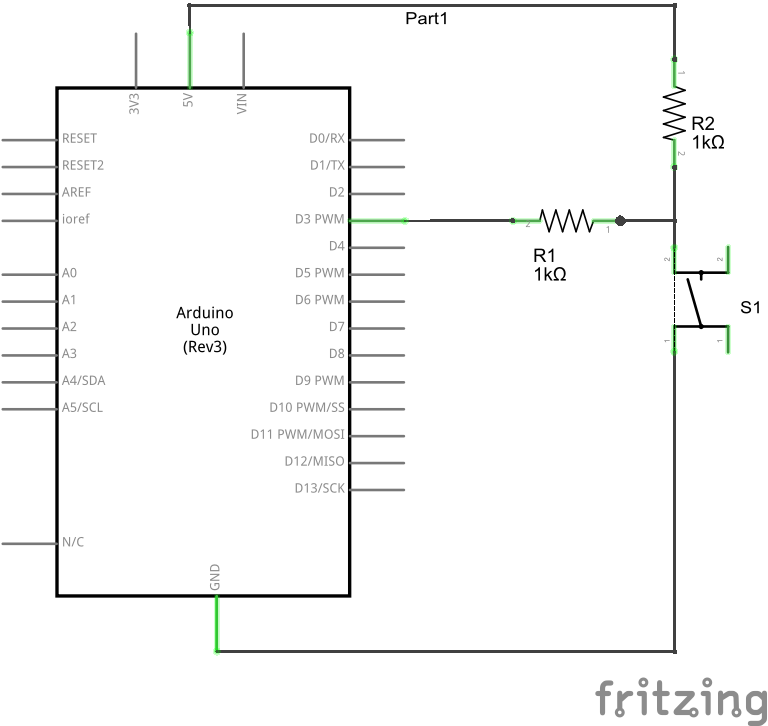 Part1
3V3
5V
VIN
1
R2
1kΩ
2
RESET
D0/RX
RESET2
D1/TX
AREF
D2
ioref
D3 PWM
2
1
R1
1kΩ
D4
2
2
A0
D5 PWM
A1
D6 PWM
S1
Arduino
Uno
(Rev3)
A2
D7
1
1
A3
D8
A4/SDA
D9 PWM
A5/SCL
D10 PWM/SS
D11 PWM/MOSI
D12/MISO
D13/SCK
N/C
GND
fritzing